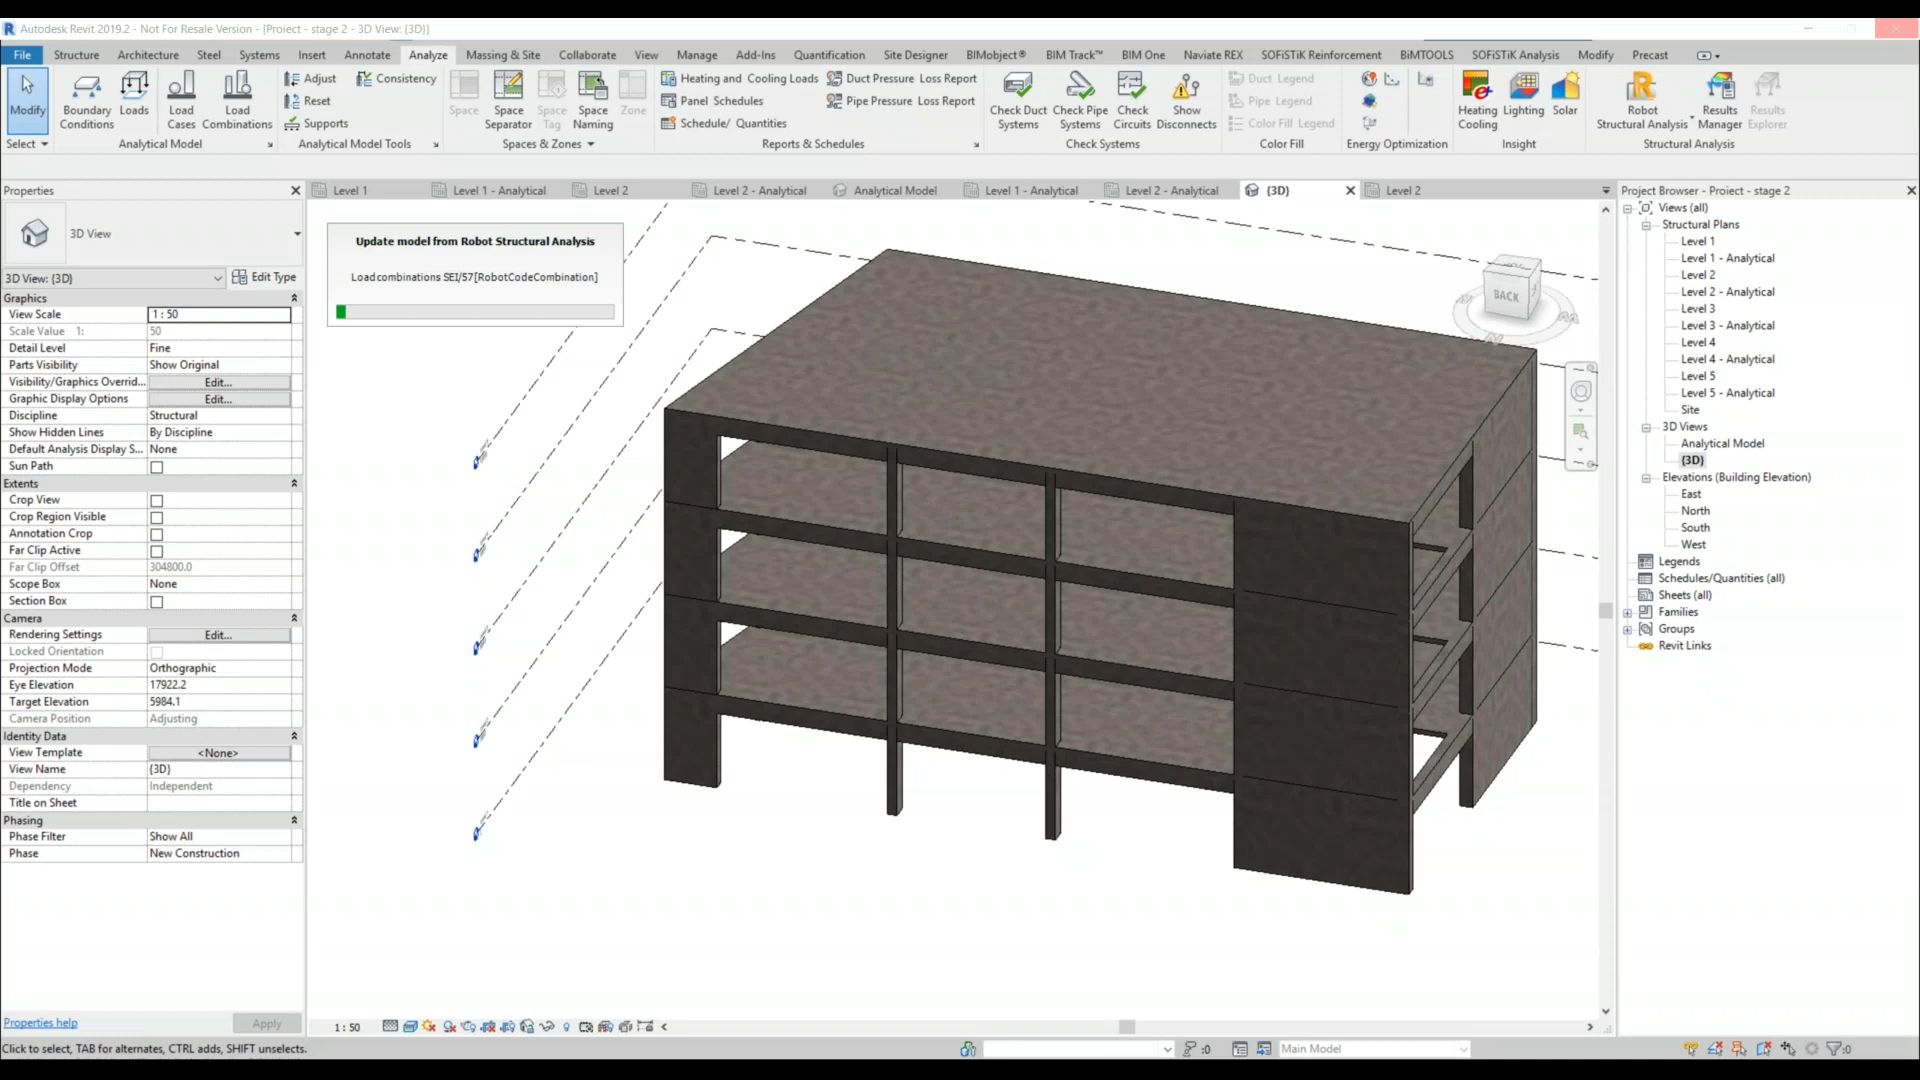 Autodesk Revit 2019.2 - Not For Resale Version - [Project - stage 2 - 3D View: {3D}]
File Structure Architecture Steel Systems Insert Annotate Analyze Massing & Site Collaborate View Manage Add-Ins Quantification Site Designer BIMobject® BIM Track™ BIM One Naviate REX SOFiSTiK Reinforcement BiMTOOLS SOFiSTiK Analysis Modify Precast
Modify
Select
Boundary Conditions
Loads
Load Cases
Load Combinations
Analytical Model
Adjust
Consistency
Reset
Supports
Analytical Model Tools
Space
Space Separator
Space Tag
Space Naming
Zone
Spaces & Zones
Heating and Cooling Loads
Duct Pressure Loss Report
Panel Schedules
Pipe Pressure Loss Report
Schedule/ Quantities
Reports & Schedules
Check Duct Systems
Check Pipe Systems
Check Circuits
Show Disconnects
Check Systems
Duct Legend
Pipe Legend
Color Fill Legend
Color Fill
Energy Optimization
Heating Cooling
Lighting
Solar
Insight
Robot Structural Analysis
Results Manager
Results Explorer
Structural Analysis
Properties
3D View
3D View: {3D}
Edit Type
Graphics
View Scale 1 : 50
Scale Value 1: 50
Detail Level Fine
Parts Visibility Show Original
Visibility/Graphics Overrid... Edit...
Graphic Display Options Edit...
Discipline Structural
Show Hidden Lines By Discipline
Default Analysis Display S... None
Sun Path
Extents
Crop View
Crop Region Visible
Annotation Crop
Far Clip Active
Far Clip Offset 304800.0
Scope Box None
Section Box
Camera
Rendering Settings Edit...
Locked Orientation
Projection Mode Orthographic
Eye Elevation 17922.2
Target Elevation 5984.1
Camera Position Adjusting
Identity Data
View Template <None>
View Name {3D}
Dependency Independent
Title on Sheet
Phasing
Phase Filter Show All
Phase New Construction
Properties help
Apply
Level 1
Level 1 - Analytical
Level 2
Level 2 - Analytical
Analytical Model
Level 1 - Analytical
Level 2 - Analytical
{3D}
Level 2
Update model from Robot Structural Analysis
Load combinations SEI/57[RobotCodeCombination]
BACK
1 : 50
Project Browser - Project - stage 2
Views (all)
Structural Plans
Level 1
Level 1 - Analytical
Level 2
Level 2 - Analytical
Level 3
Level 3 - Analytical
Level 4
Level 4 - Analytical
Level 5
Level 5 - Analytical
Site
3D Views
Analytical Model
{3D}
Elevations (Building Elevation)
East
North
South
West
Legends
Schedules/Quantities (all)
Sheets (all)
Families
Groups
Revit Links
Click to select, TAB for alternates, CTRL adds, SHIFT unselects.
:0
Main Model
:0